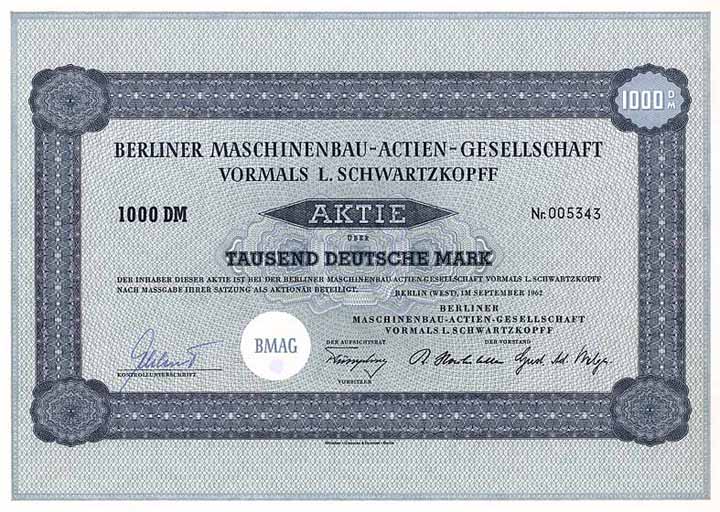 1000 DM
BERLINER MASCHINENBAU-ACTIEN-GESELLSCHAFT
VORMALS L. SCHWARTZKOPFF
1000 DM
AKTIE
Nr. 005343
ÜBER
TAUSEND DEUTSCHE MARK
DER INHABER DIESER AKTIE IST BEI DER BERLINER MASCHINENBAU-ACTIEN-GESELLSCHAFT VORMALS L. SCHWARTZKOPFF
NACH MASSGABE IHRER SATZUNG ALS AKTIONÄR BETEILIGT.
BERLIN (WEST), IM SEPTEMBER 1962
BERLINER
MASCHINENBAU-ACTIEN-GESELLSCHAFT
VORMALS L. SCHWARTZKOPFF
BMAG
DER AUFSICHTSRAT
DER VORSTAND
KONTROLLUNTERSCHRIFT
VORSITZER